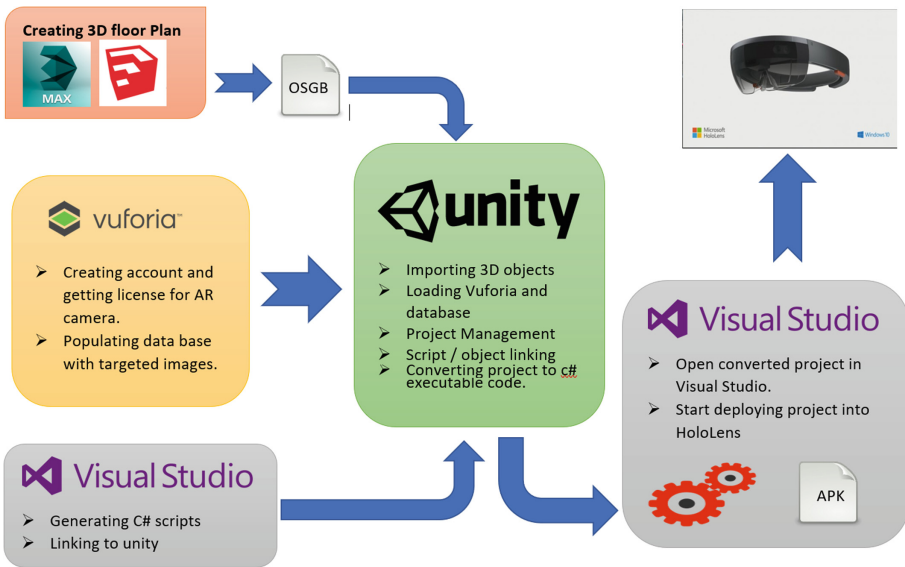 Creating 3D floor Plan
MAX
OSGB
Microsoft
HoloLens
Windows 10
vuforia™
➢ Creating account and
getting license for AR
camera.
➢ Populating data base
with targeted images.
unity
➢ Importing 3D objects
➢ Loading Vuforia and
database
➢ Project Management
➢ Script / object linking
➢ Converting project to c#
executable code.
Visual Studio
➢ Open converted project in
Visual Studio.
➢ Start deploying project into
HoloLens
APK
Visual Studio
➢ Generating C# scripts
➢ Linking to unity